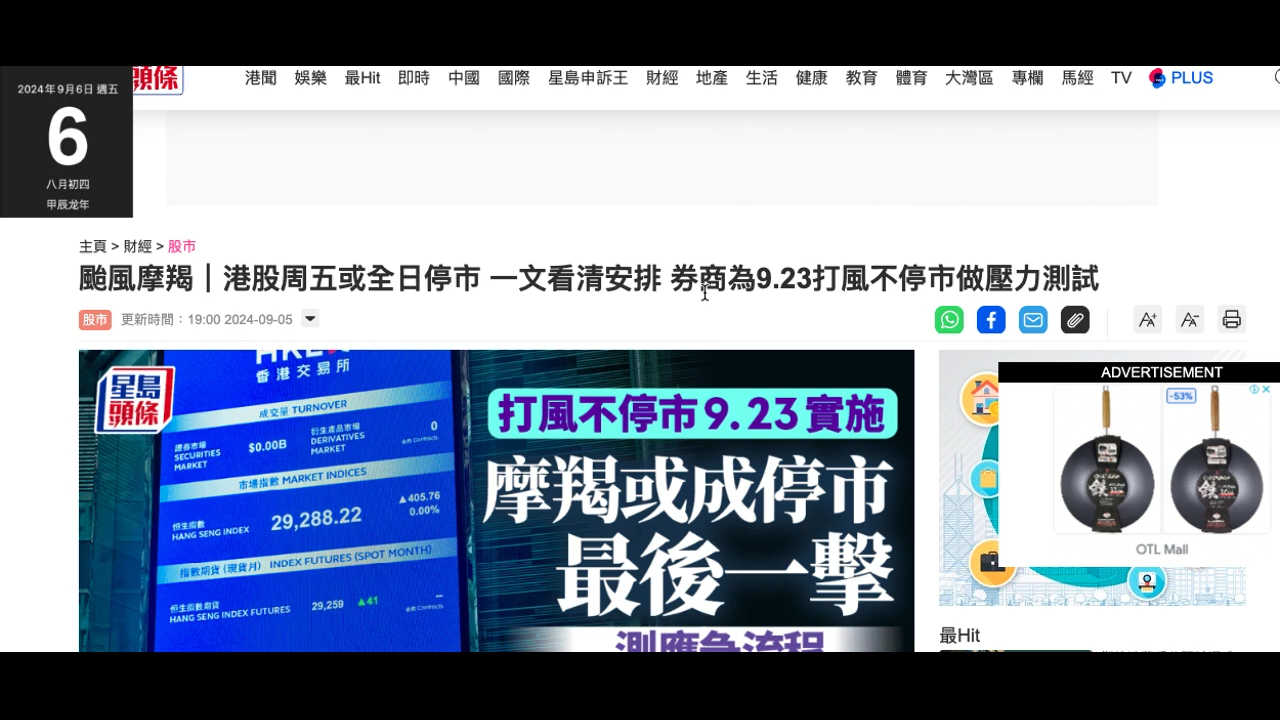 2024年9月6日 週五
6
八月初四
甲辰龙年
頭條
港聞 娛樂 最Hit 即時 中國 國際 星島申訴王 財經 地產 生活 健康 教育 體育 大灣區 專欄 馬經 TV PLUS
主頁 > 財經 > 股市
颱風摩羯｜港股周五或全日停市 一文看清安排 券商為9.23打風不停市做壓力測試
股市 更新時間：19:00 2024-09-05
星島
頭條
香港交易所
成交量 TURNOVER
證券市場
SECURITIES
MARKET
$0.00B
衍生產品市場
DERIVATIVES
MARKET
0
Contracts
市場指數 MARKET INDICES
恒生指數
HANG SENG INDEX
29,288.22
▲405.76
0.00%
指數期貨 (現貨月) INDEX FUTURES (SPOT MONTH)
恒生指數期貨
HANG SENG INDEX FUTURES
29,259
▲41
--
Contracts
打風不停市9.23實施
摩羯或成停市
最後一擊
測應急流程
ADVERTISEMENT
-53%
OTL Mall
最Hit